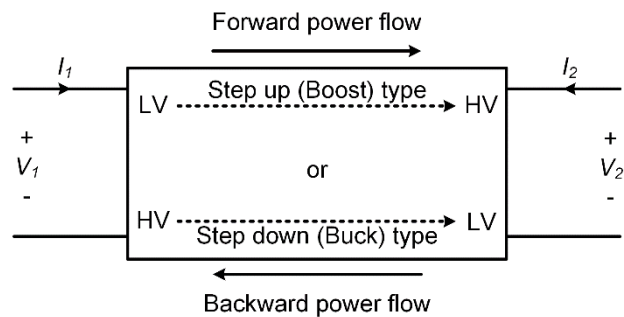 Forward power flow
I1
I2
Step up (Boost) type
LV
HV
+
V1
-
or
+
V2
-
HV
LV
Step down (Buck) type
Backward power flow